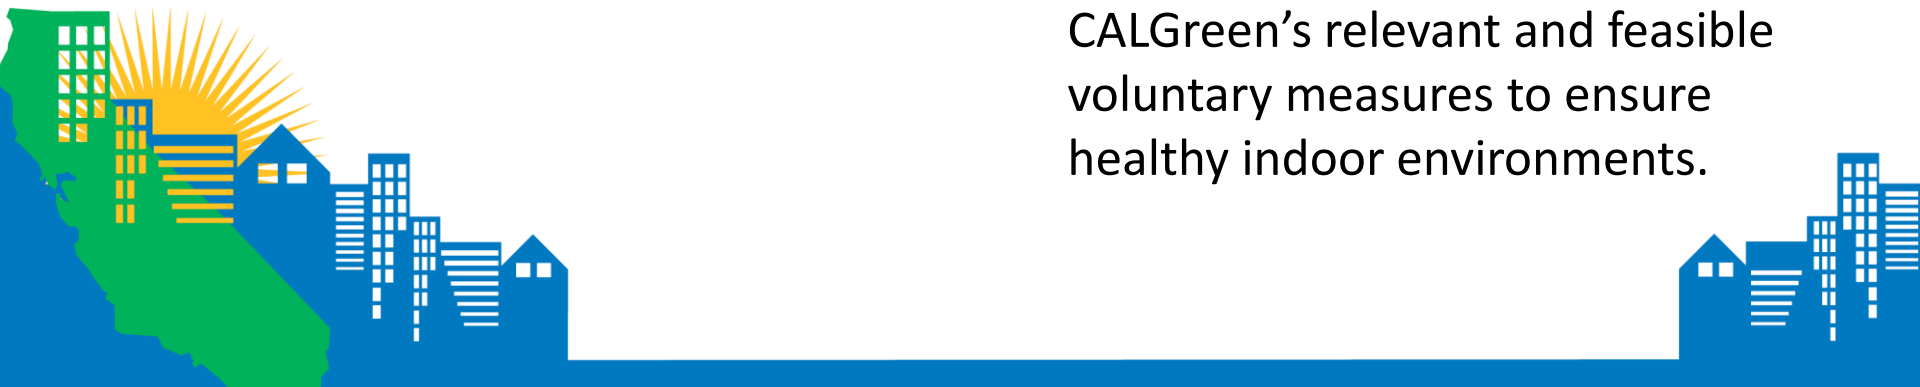 CALGreen’s relevant and feasible
voluntary measures to ensure
healthy indoor environments.